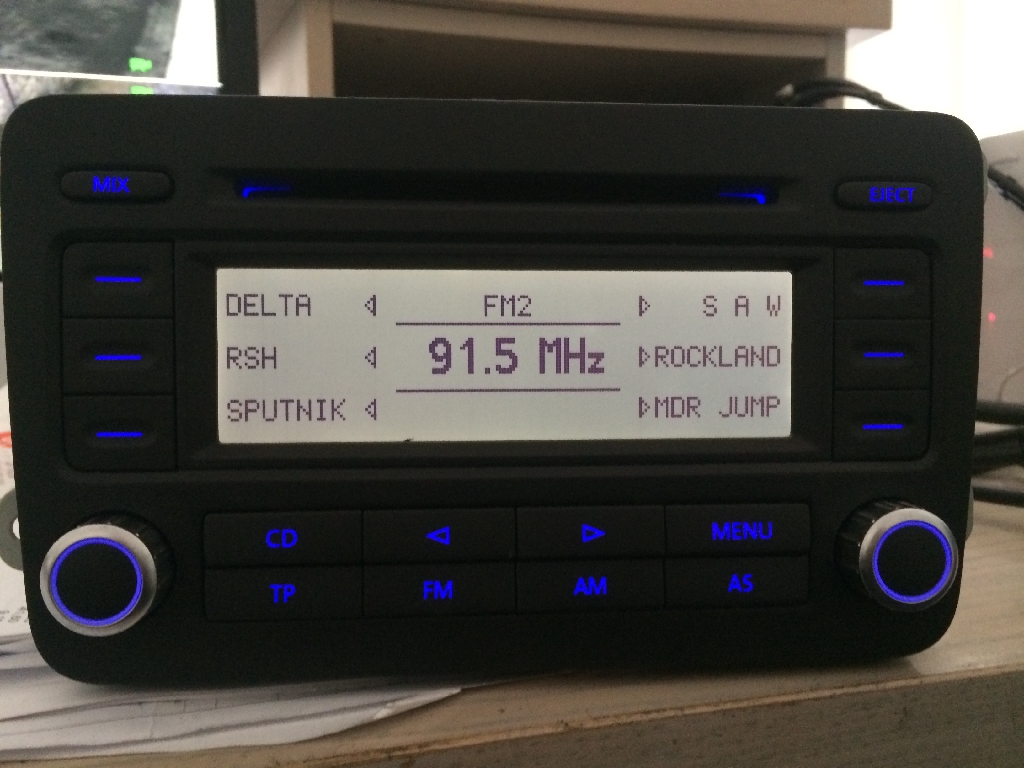 MIX
EJECT
DELTA FM2 S A W
RSH 91.5 MHz ROCKLAND
SPUTNIK MDR JUMP
CD MENU
TP FM AM AS